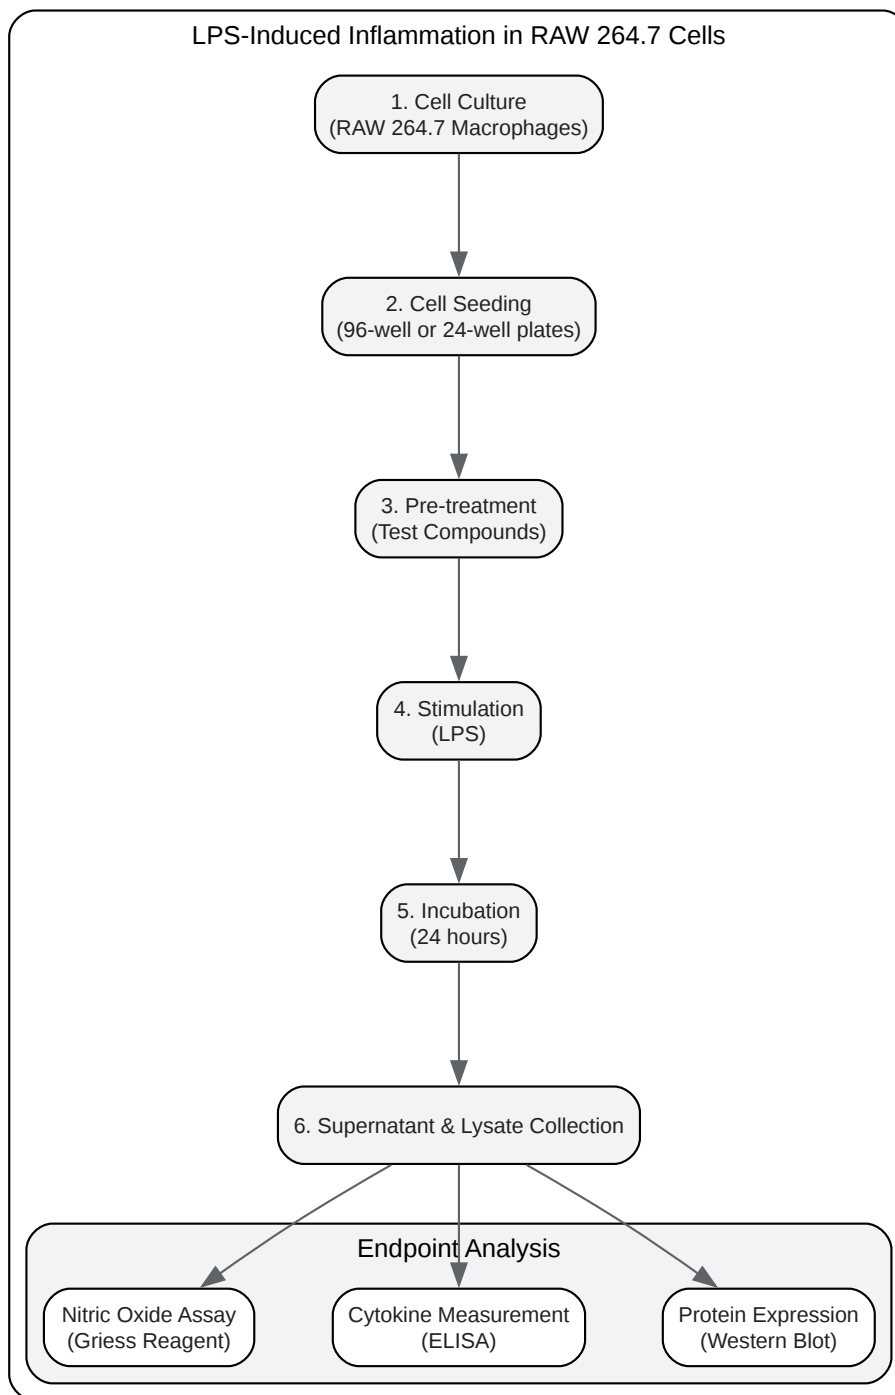 LPS-Induced Inflammation in RAW 264.7 Cells
1. Cell Culture
(RAW 264.7 Macrophages)
2. Cell Seeding
(96-well or 24-well plates)
3. Pre-treatment
(Test Compounds)
4. Stimulation
(LPS)
5. Incubation
(24 hours)
6. Supernatant & Lysate Collection
Endpoint Analysis
Nitric Oxide Assay
(Griess Reagent)
Cytokine Measurement
(ELISA)
Protein Expression
(Western Blot)